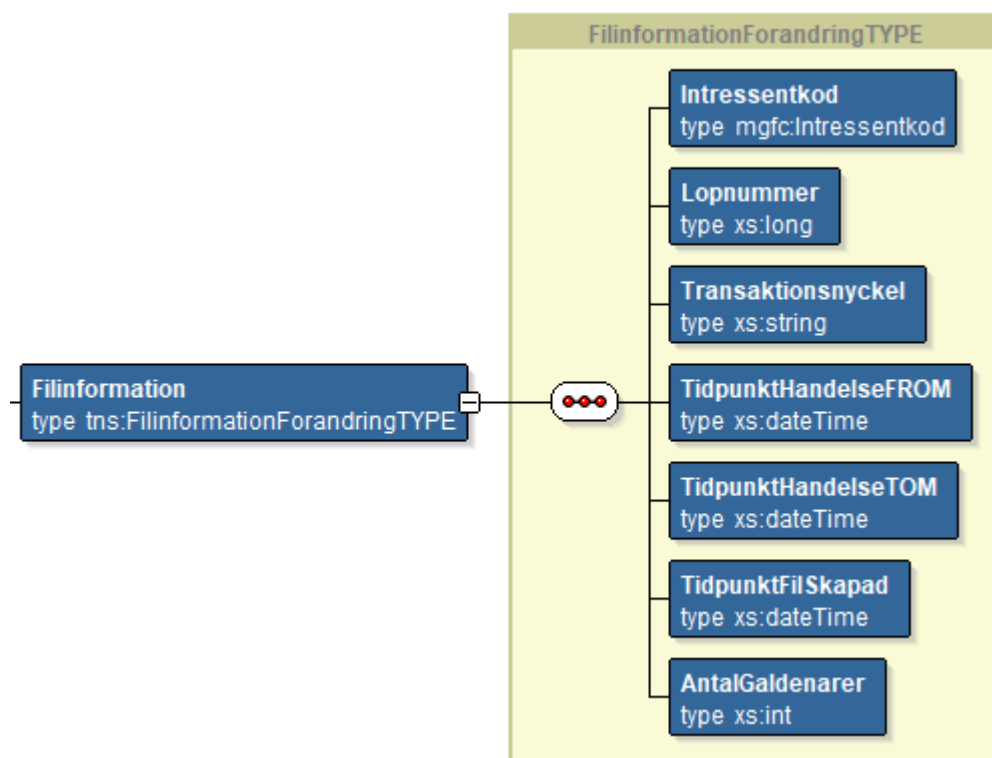 FilinformationForandringTYPE
Intressentkod
type mgfc:Intressentkod
Lopnummer
type xs:long
Transaktionsnyckel
type xs:string
Filinformation
type tns:FilinformationForandringTYPE
TidpunktHandelseFROM
type xs:dateTime
TidpunktHandelseTOM
type xs:dateTime
TidpunktFilSkapad
type xs:dateTime
AntalGaldenarer
type xs:int